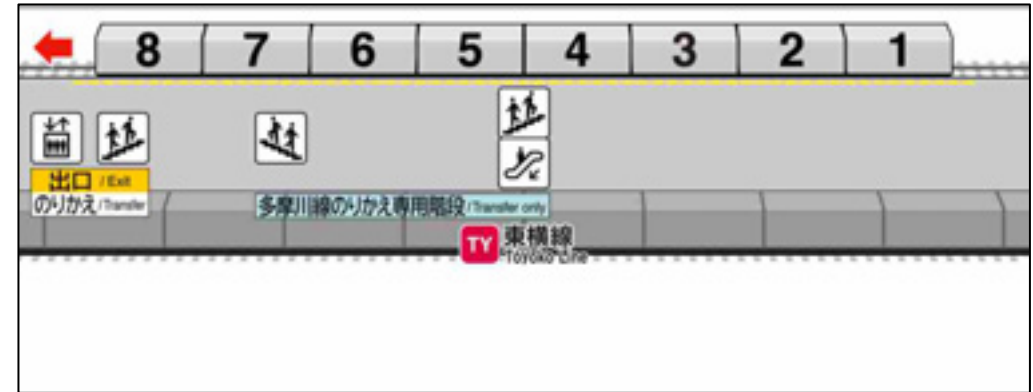 8 7 6 5 4 3 2 1
出口 / Exit
のりかえ / Transfer
多摩川線のりかえ専用階段 / Transfer only
TY 東横線
Toyoko Line